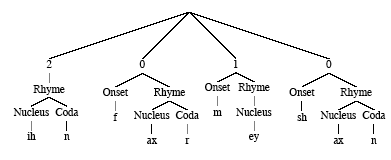 2 0 1 0
Rhyme Onset Rhyme Onset Rhyme Onset Rhyme
Nucleus Coda f Nucleus Coda m Nucleus sh Nucleus Coda
ih n ax r ey ax n